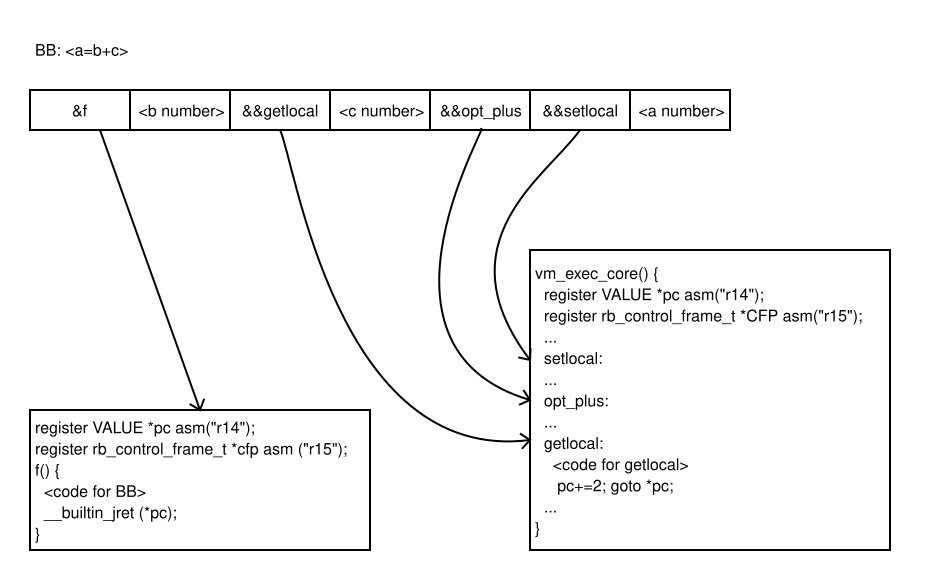 BB: <a=b+c>
&f <b number> &&getlocal <c number> &&opt_plus &&setlocal <a number>
vm_exec_core() {
register VALUE *pc asm("r14");
register rb_control_frame_t *CFP asm("r15");
...
setlocal:
...
opt_plus:
...
getlocal:
<code for getlocal>
pc+=2; goto *pc;
...
}
register VALUE *pc asm("r14");
register rb_control_frame_t *cfp asm ("r15");
f() {
<code for BB>
__builtin_jret (*pc);
}